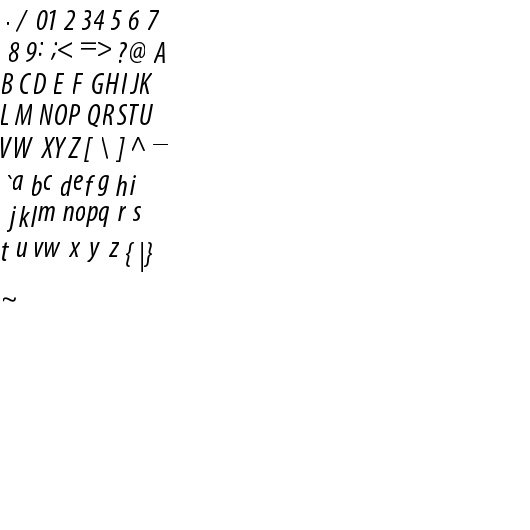 . / 01 2 34 5 6 7
8 9: ;< =>?@ A
B CD E F GHIJK
L M NOP QRSTU
VW XYZ [ \ ] ^ _
`a bc def g hi
jklm nopq r s
t u vw x y z { |}
~